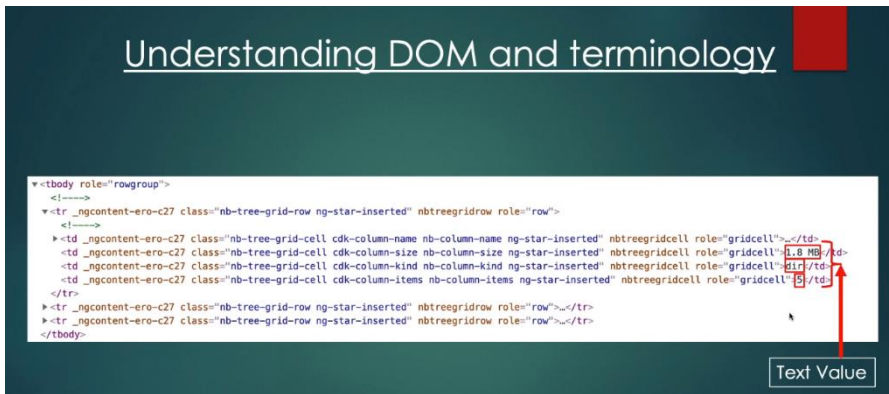 Understanding DOM and terminology
▼<tbody role="rowgroup">
<!---->
▼<tr _ngcontent-ero-c27 class="nb-tree-grid-row ng-star-inserted" nbtreegridrow role="row">
<!---->
▶<td _ngcontent-ero-c27 class="nb-tree-grid-cell cdk-column-name nb-column-name ng-star-inserted" nbtreegridcell role="gridcell">…</td>
<td _ngcontent-ero-c27 class="nb-tree-grid-cell cdk-column-size nb-column-size ng-star-inserted" nbtreegridcell role="gridcell">1.8 MB</td>
<td _ngcontent-ero-c27 class="nb-tree-grid-cell cdk-column-kind nb-column-kind ng-star-inserted" nbtreegridcell role="gridcell">dir</td>
<td _ngcontent-ero-c27 class="nb-tree-grid-cell cdk-column-items nb-column-items ng-star-inserted" nbtreegridcell role="gridcell">5</td>
</tr>
▶<tr _ngcontent-ero-c27 class="nb-tree-grid-row ng-star-inserted" nbtreegridrow role="row">…</tr>
▶<tr _ngcontent-ero-c27 class="nb-tree-grid-row ng-star-inserted" nbtreegridrow role="row">…</tr>
</tbody>
Text Value